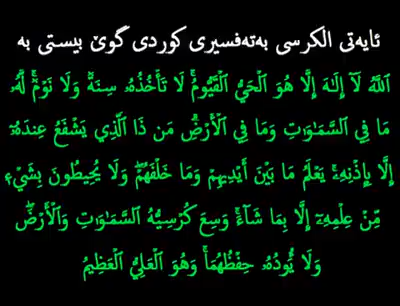 ئایەتی الکرسی بەتەفسیری کوردی گوێ بیستی بە
اللَّهُ لَآ إِلَٰهَ إِلَّا هُوَ الْحَيُّ الْقَيُّومُ ۚ لَا تَأْخُذُهُ سِنَةٌ وَلَا نَوْمٌ ۚ لَّهُ
مَا فِي السَّمَٰوَٰتِ وَمَا فِي الْأَرْضِ ۗ مَن ذَا الَّذِي يَشْفَعُ عِندَهُۥٓ
إِلَّا بِإِذْنِهِۦ ۚ يَعْلَمُ مَا بَيْنَ أَيْدِيهِمْ وَمَا خَلْفَهُمْ ۖ وَلَا يُحِيطُونَ بِشَيْءٍ
مِّنْ عِلْمِهِۦٓ إِلَّا بِمَا شَآءَ ۚ وَسِعَ كُرْسِيُّهُ السَّمَٰوَٰتِ وَالْأَرْضَ ۖ
وَلَا ئَُودُهُۥ حِفْظُهُمَا ۚ وَهُوَ الْعَلِيُّ الْعَظِيمُ